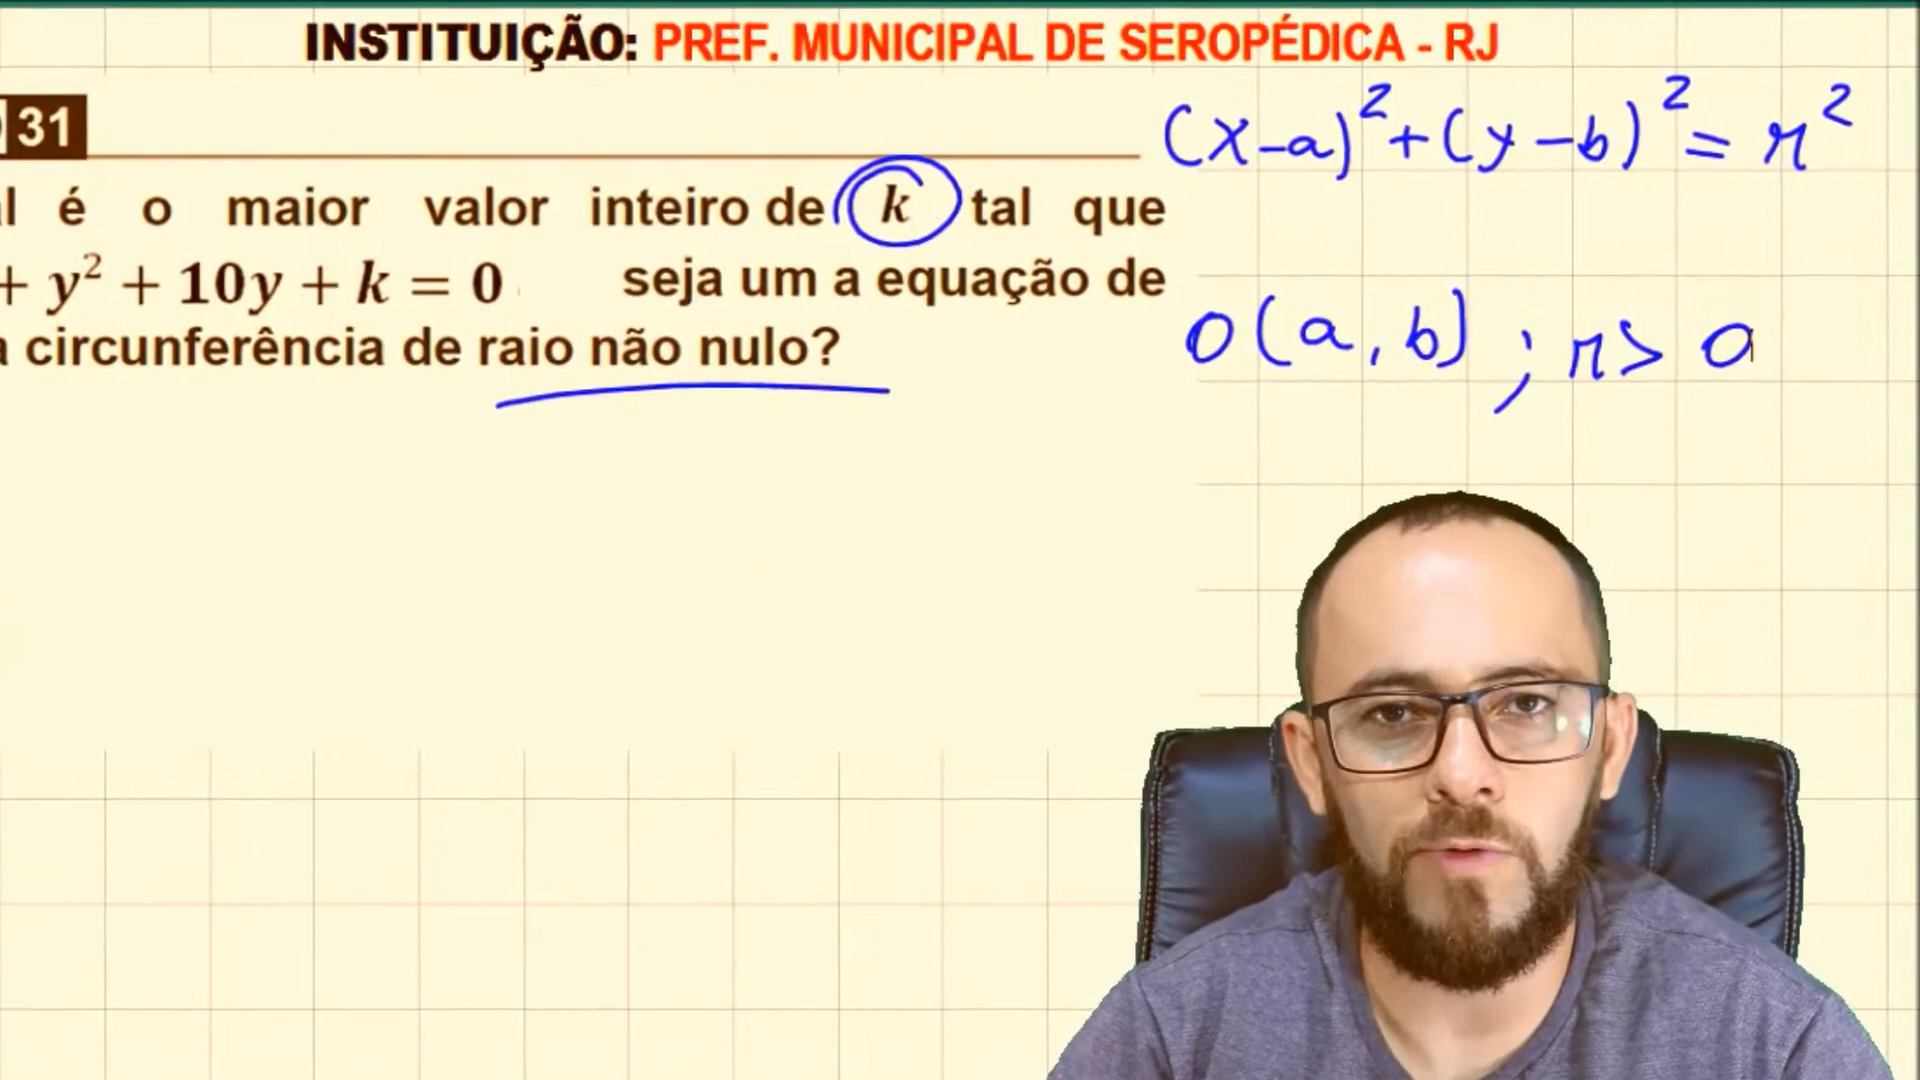 INSTITUIÇÃO: PREF. MUNICIPAL DE SEROPÉDICA - RJ
31
(x-a)²+(y-b)²=r²
l é o maior valor inteiro de k tal que
+ y² + 10y + k = 0 seja um a equação de
a circunferência de raio não nulo?
O(a,b) ; r > 0